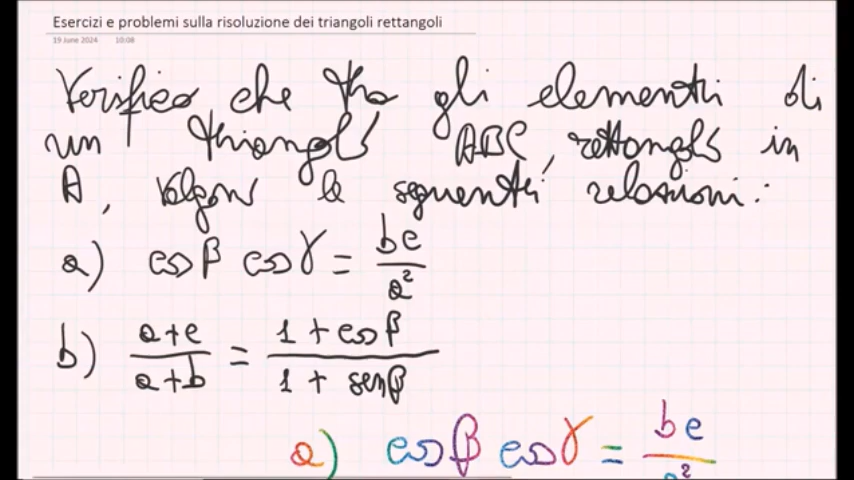 Esercizi e problemi sulla risoluzione dei triangoli rettangoli
19 June 2024 10:08
Verifica che tra gli elementi di
un triangolo ABC, rettangolo in
A, valgono le seguenti relazioni:
a) cos β cos γ = bc/a²
b) (a+c)/(a+b) = (1 + cos β)/(1 + sen β)
a) cos β cos γ = bc/a²